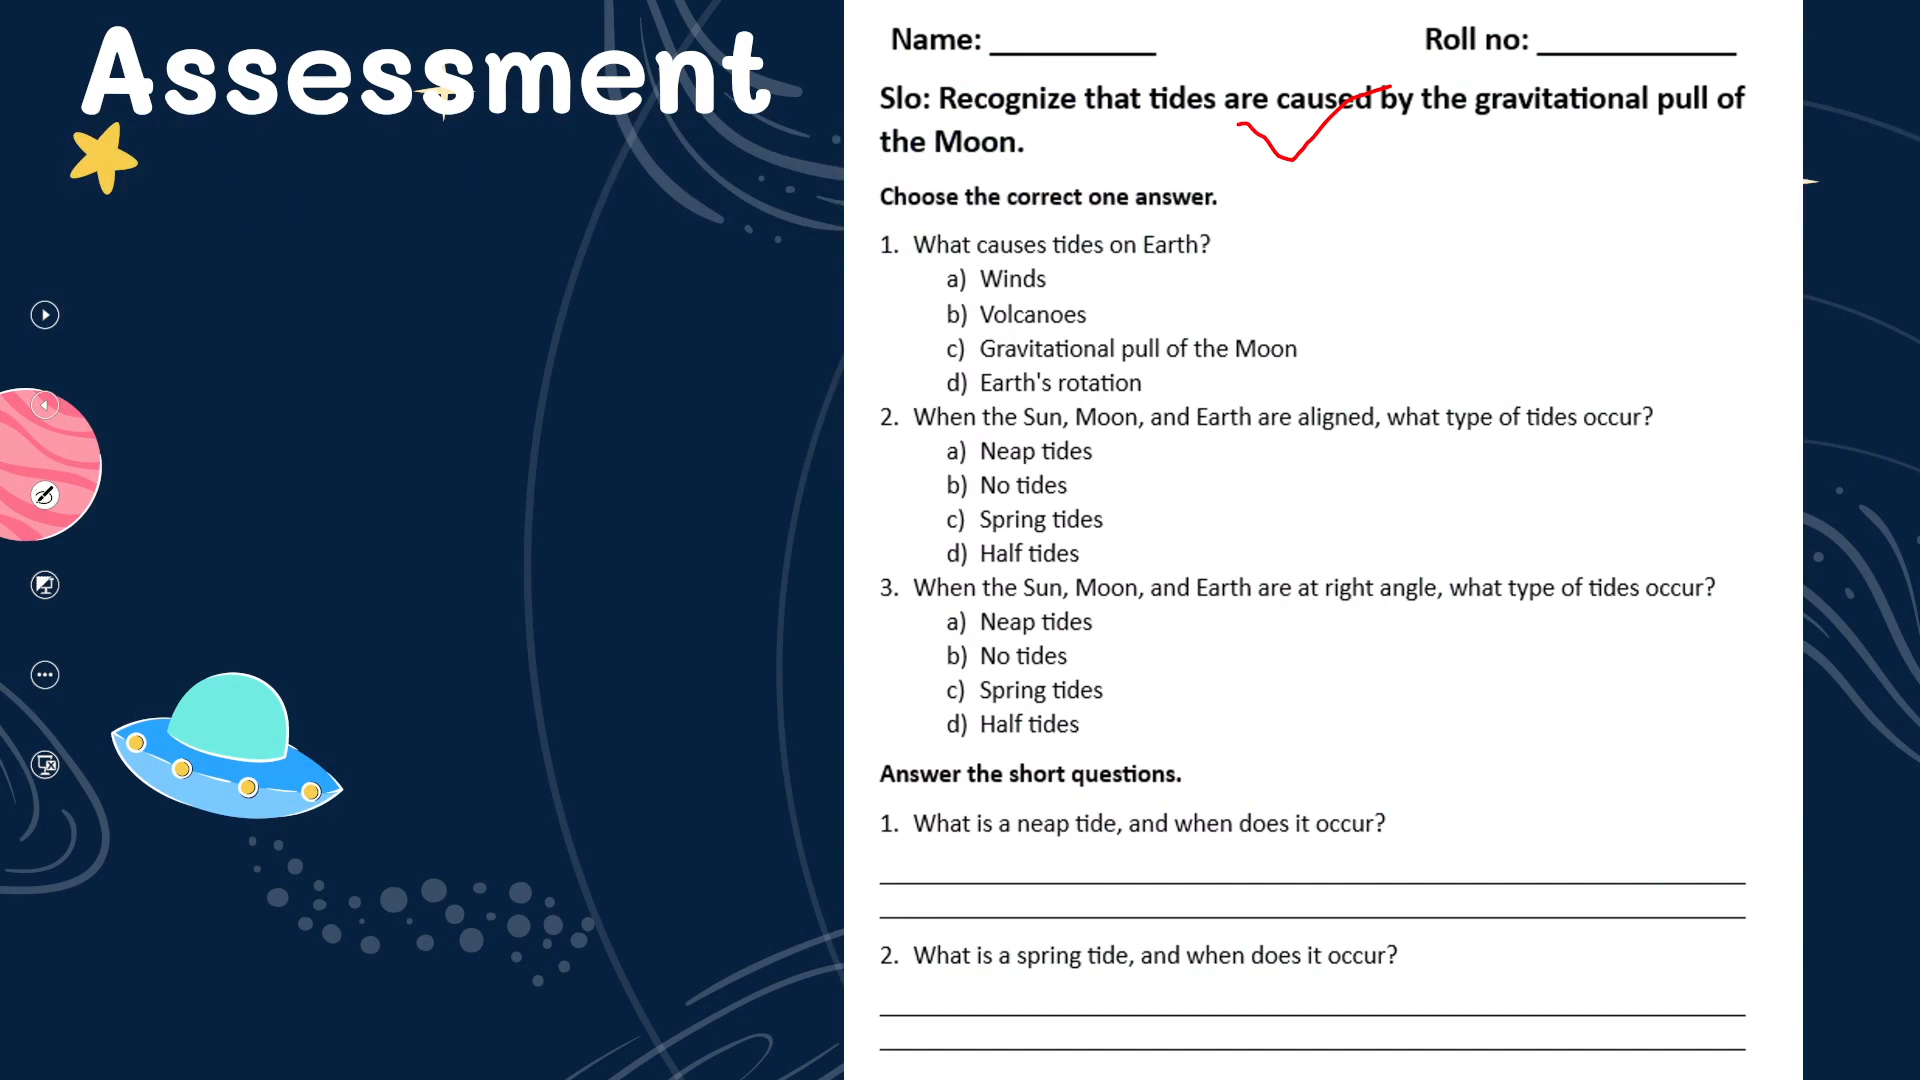 Assessment
Name: ____________ Roll no: ____________
Slo: Recognize that tides are caused by the gravitational pull of
the Moon.
Choose the correct one answer.
1. What causes tides on Earth?
a) Winds
b) Volcanoes
c) Gravitational pull of the Moon
d) Earth's rotation
2. When the Sun, Moon, and Earth are aligned, what type of tides occur?
a) Neap tides
b) No tides
c) Spring tides
d) Half tides
3. When the Sun, Moon, and Earth are at right angle, what type of tides occur?
a) Neap tides
b) No tides
c) Spring tides
d) Half tides
Answer the short questions.
1. What is a neap tide, and when does it occur?
2. What is a spring tide, and when does it occur?